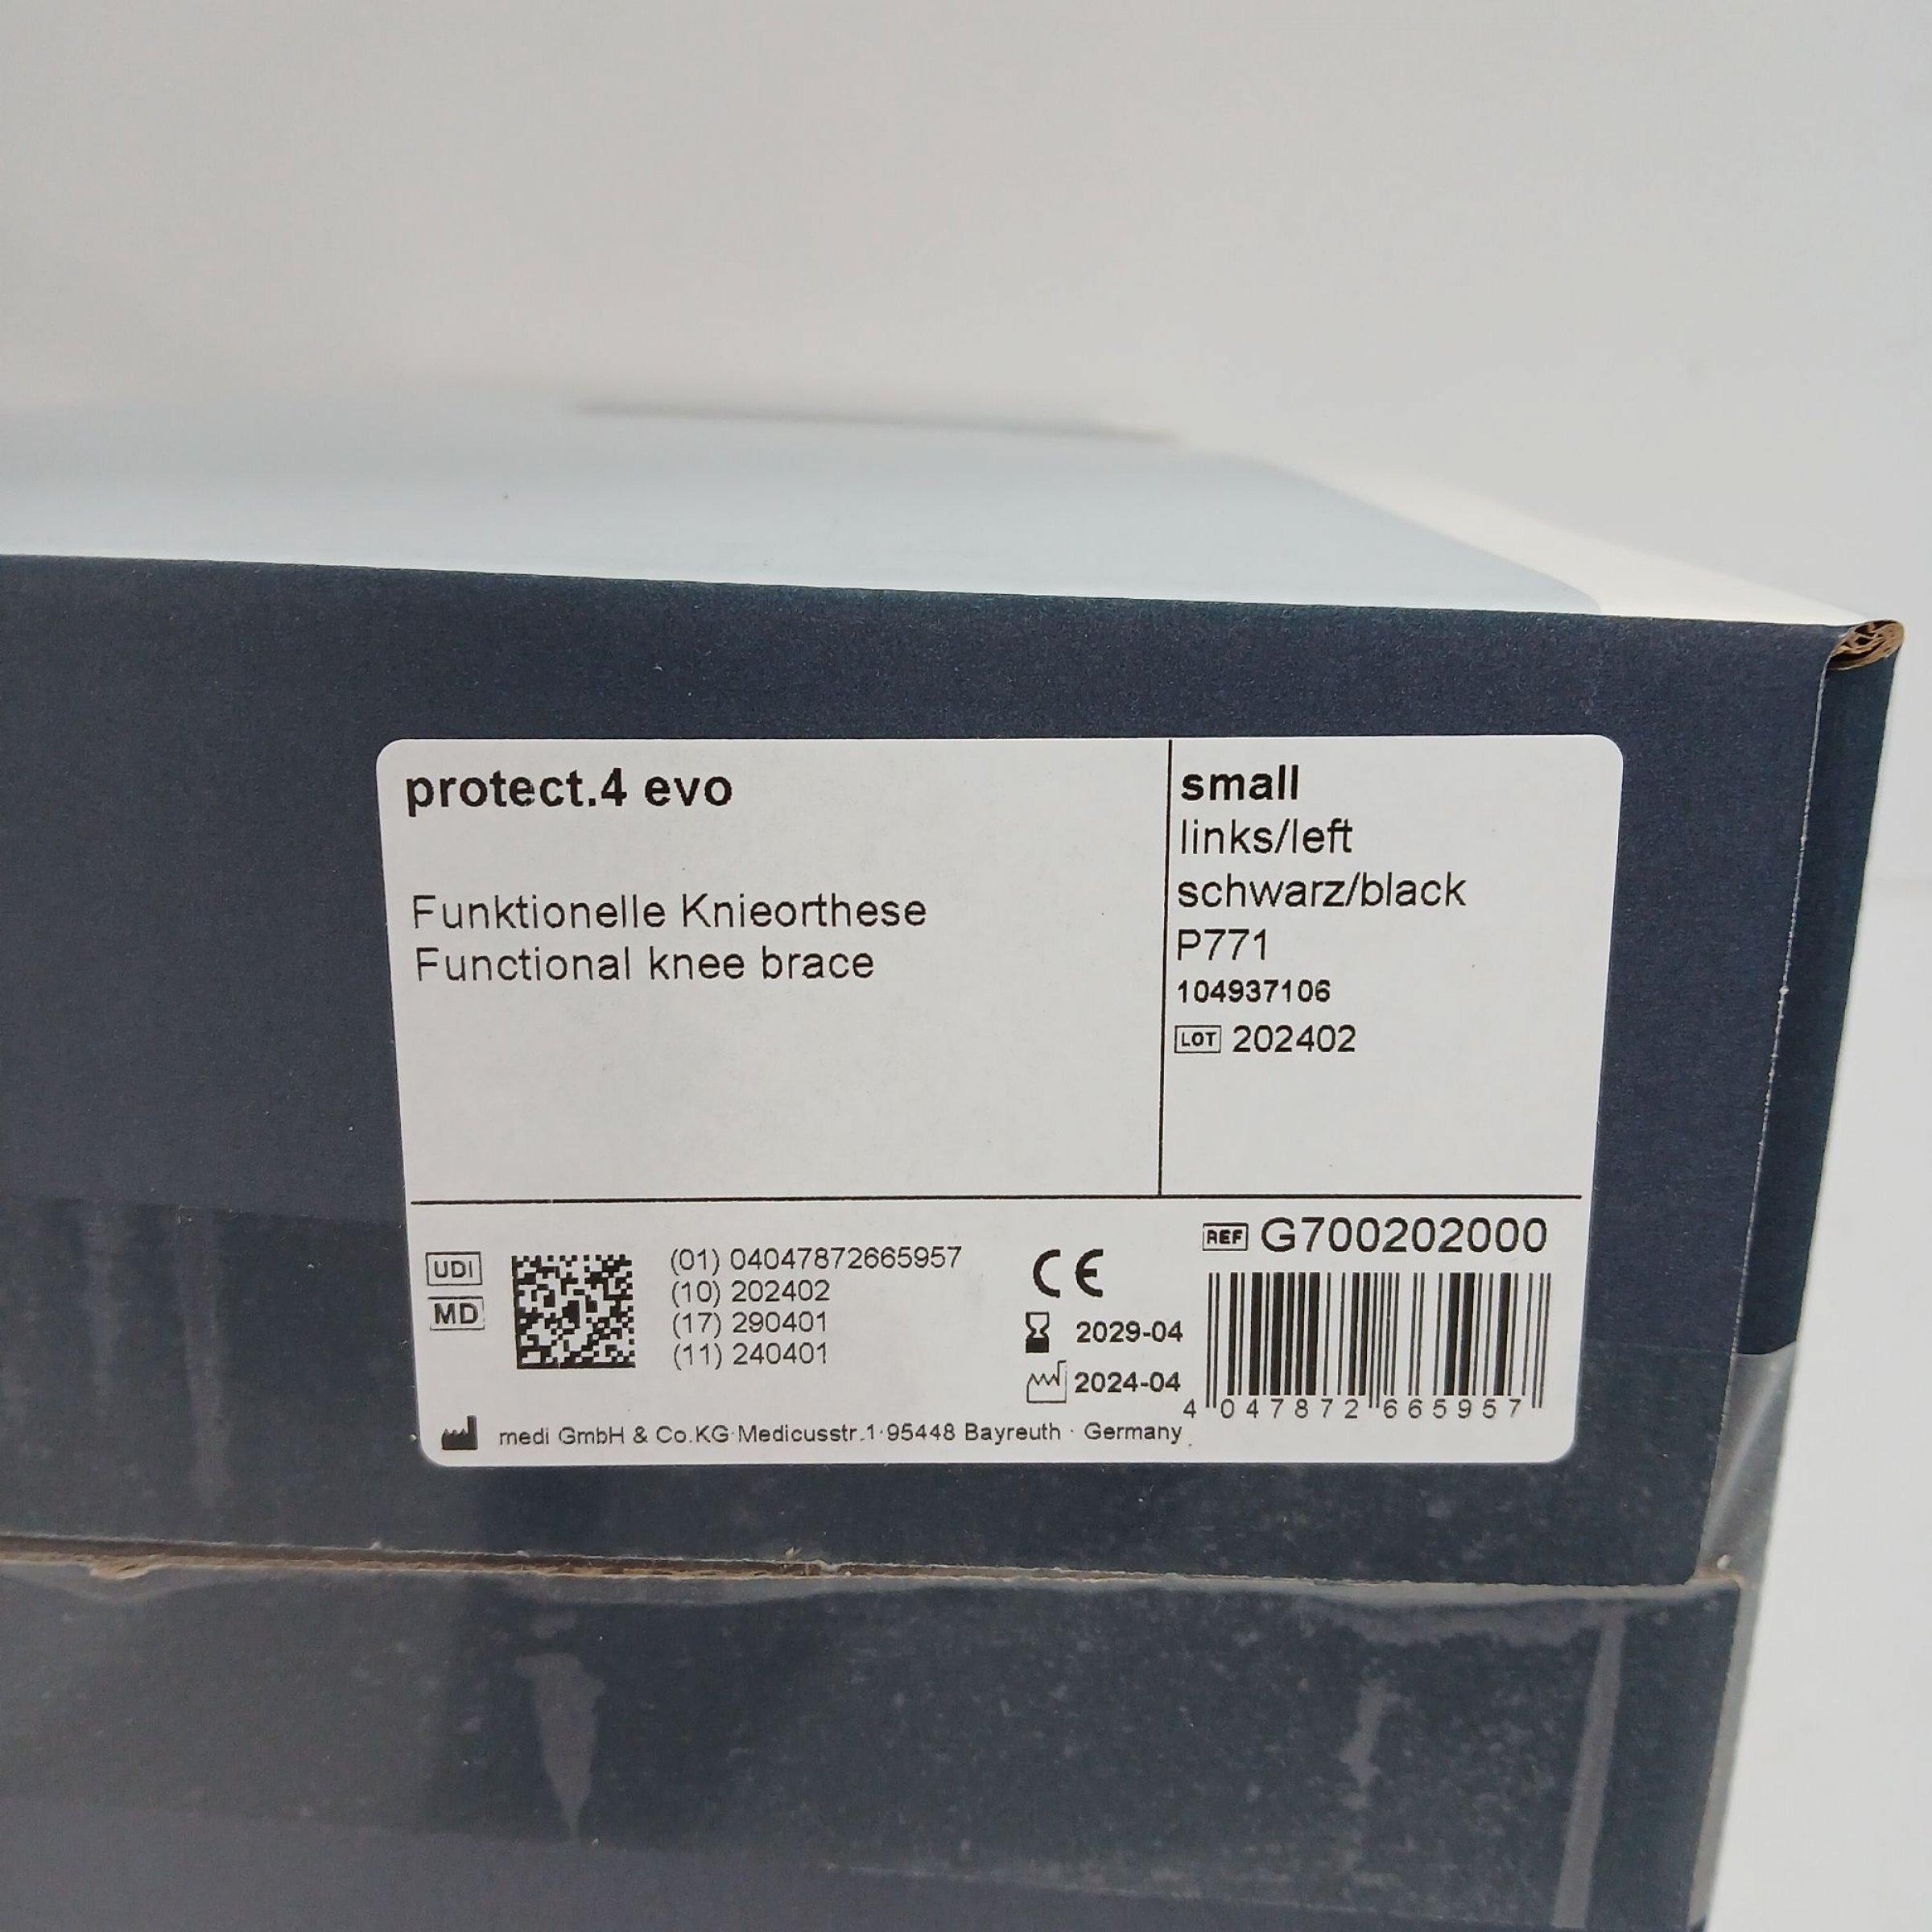 protect.4 evo
Funktionelle Knieorthese
Functional knee brace
small
links/left
schwarz/black
P771
104937106
LOT 202402
UDI
MD
(01) 04047872665957
(10) 202402
(17) 290401
(11) 240401
CE
2029-04
2024-04
REF G700202000
4 047872 665957
medi GmbH & Co.KG·Medicusstr.1·95448 Bayreuth · Germany